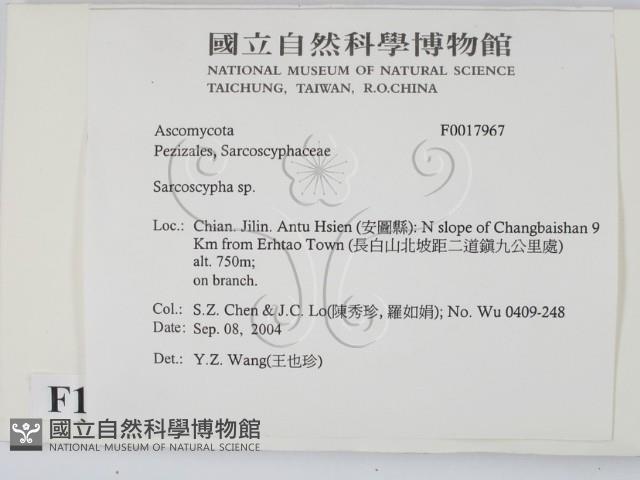 國立自然科學博物館
NATIONAL MUSEUM OF NATURAL SCIENCE
TAICHUNG, TAIWAN, R.O.CHINA
Ascomycota F0017967
Pezizales, Sarcoscyphaceae
Sarcoscypha sp.
Loc.: Chian. Jilin. Antu Hsien (安圖縣): N slope of Changbaishan 9
Km from Erhtao Town (長白山北坡距二道鎮九公里處)
alt. 750m;
on branch.
Col.: S.Z. Chen & J.C. Lo(陳秀珍, 羅如娟); No. Wu 0409-248
Date: Sep. 08, 2004
Det.: Y.Z. Wang(王也珍)
F1
國立自然科學博物館
NATIONAL MUSEUM OF NATURAL SCIENCE